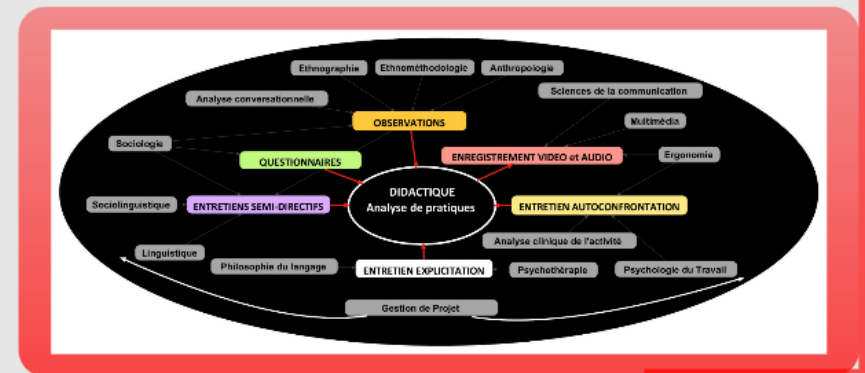 Ethnographie
Ethnométhodologie
Anthropologie
Sciences de la communication
Analyse conversationnelle
OBSERVATIONS
Multimédia
Sociologie
QUESTIONNAIRES
ENREGISTREMENT VIDEO et AUDIO
Ergonomie
DIDACTIQUE
Analyse de pratiques
Sociolinguistique
ENTRETIENS SEMI-DIRECTIFS
ENTRETIEN AUTOCONFRONTATION
Analyse clinique de l'activité
Linguistique
Philosophie du langage
ENTRETIEN EXPLICITATION
Psychothérapie
Psychologie du Travail
Gestion de Projet